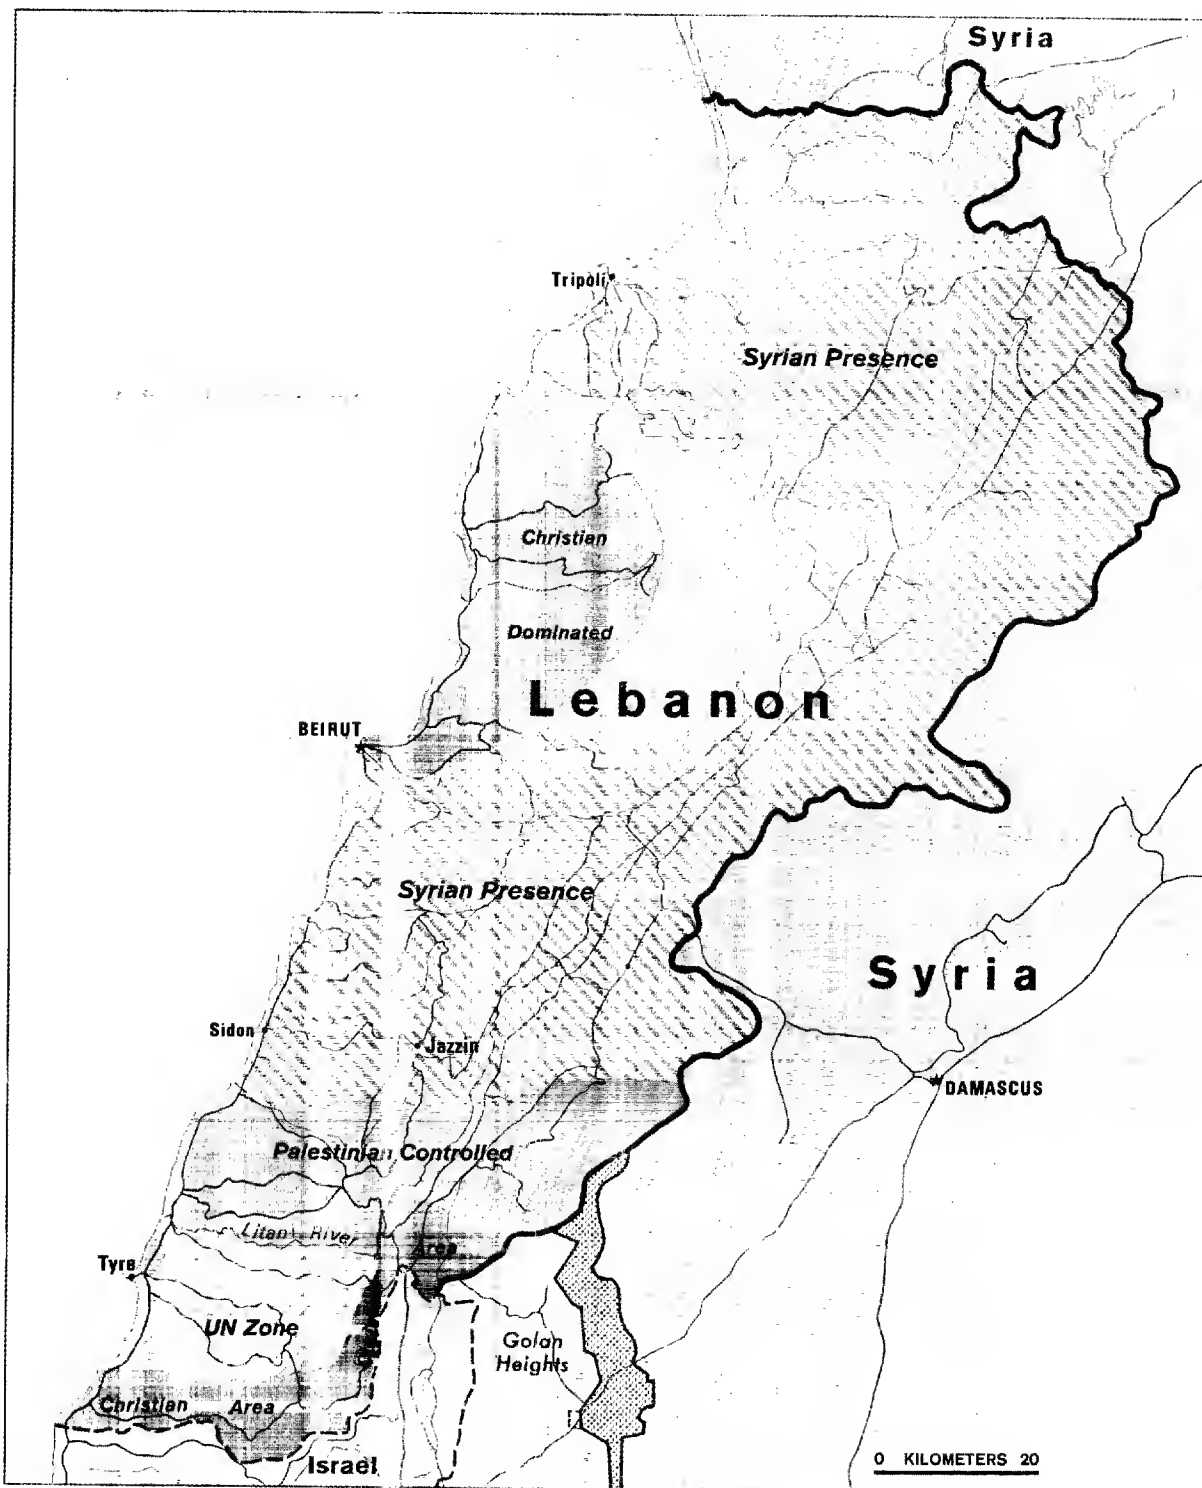 Syria
Tripoli
Syrian Presence
Christian
Dominated
Lebanon
BEIRUT
Syrian Presence
Syria
Sidon
Jazzin
DAMASCUS
Palestinian Controlled
Litani River
Area
Tyre
UN Zone
Golan
Heights
Christian Area
Israel
0 KILOMETERS 20